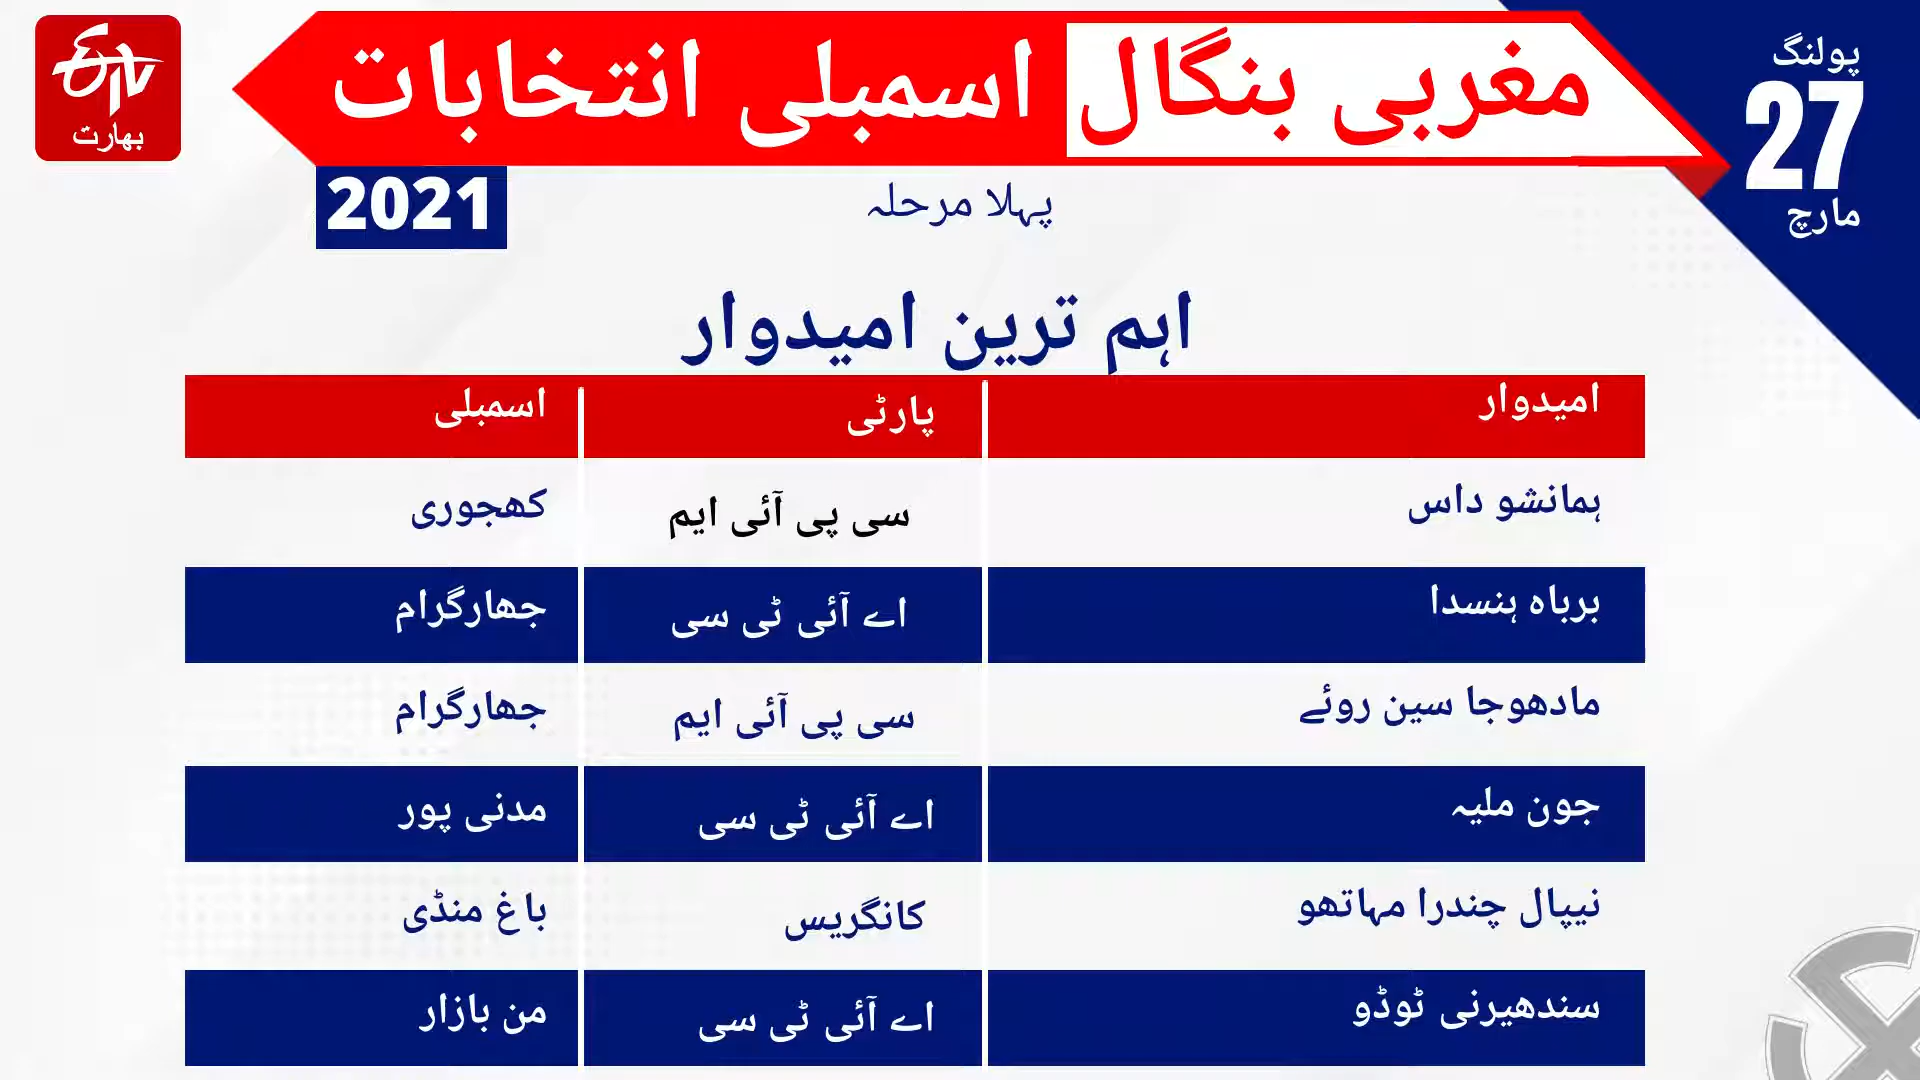 ETV
بھارت
مغربی بنگال اسمبلی انتخابات
پولنگ
27
مارچ
2021
پہلا مرحلہ
اہم ترین امیدوار
امیدوار پارٹی اسمبلی
ہمانشو داس سی پی آئی ایم کھجوری
برباہ ہنسدا اے آئی ٹی سی جھارگرام
مادھوجا سین روئے سی پی آئی ایم جھارگرام
جون ملیہ اے آئی ٹی سی مدنی پور
نیپال چندرا مہاتھو کانگریس باغ منڈی
سندھیرنی ٹوڈو اے آئی ٹی سی من بازار